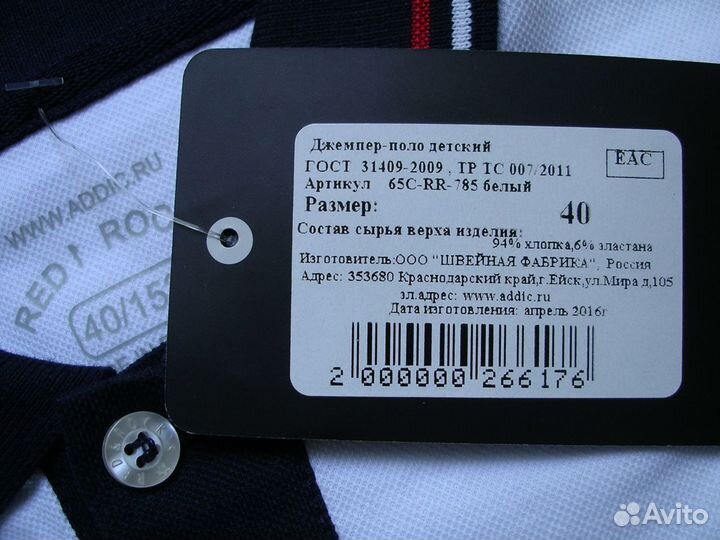 Джемпер-поло детский
ГОСТ 31409-2009 , ТР ТС 007/2011
EAC
Артикул 65C-RR-785 белый
Размер: 40
Состав сырья верха изделия:
94% хлопка,6% эластана
Изготовитель:ООО "ШВЕЙНАЯ ФАБРИКА", Россия
Адрес: 353680 Краснодарский край,г.Ейск,ул.Мира д,105
эл.адрес: www.addic.ru
Дата изготовления: апрель 2016г
2 000000 266176
WWW.ADDIC.RU
RED
40/15
Avito